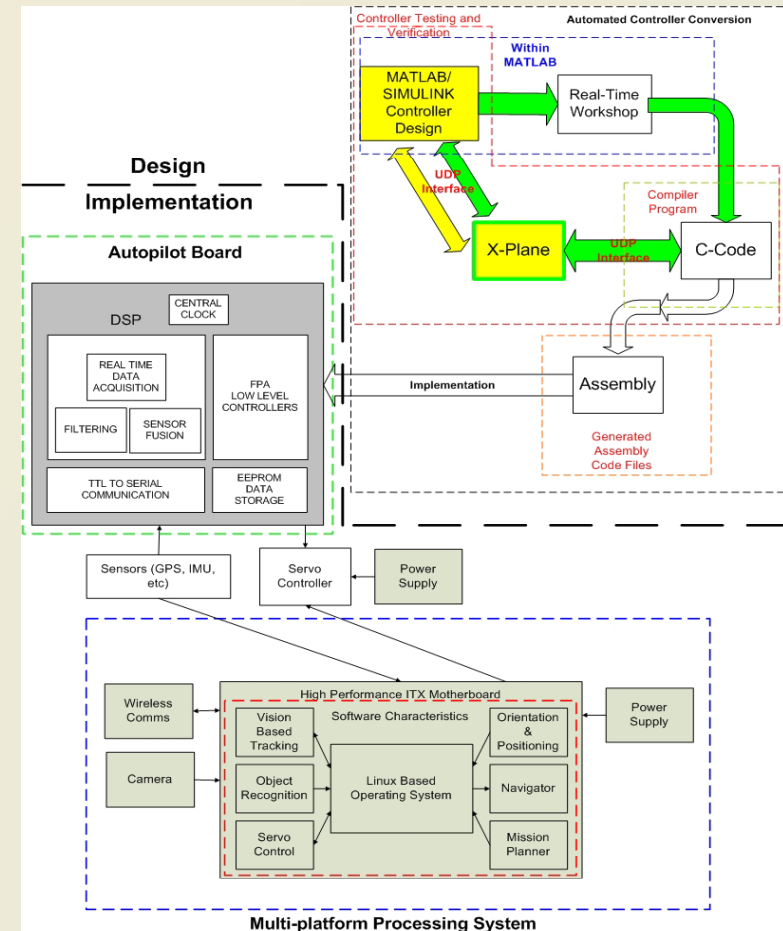 Controller Testing and
Verification
Automated Controller Conversion
Within
MATLAB
MATLAB/
SIMULINK
Controller
Design
Real-Time
Workshop
Design
Implementation
UDP
Interface
Compiler
Program
X-Plane
UDP
Interface
C-Code
Autopilot Board
CENTRAL
CLOCK
DSP
REAL TIME
DATA
ACQUISITION
FILTERING
SENSOR
FUSION
FPA
LOW LEVEL
CONTROLLERS
TTL TO SERIAL
COMMUNICATION
EEPROM
DATA
STORAGE
Implementation
Assembly
Generated
Assembly
Code Files
Sensors (GPS, IMU,
etc)
Servo
Controller
Power
Supply
High Performance ITX Motherboard
Software Characteristics
Wireless
Comms
Camera
Vision
Based
Tracking
Object
Recognition
Servo
Control
Linux Based
Operating System
Orientation
&
Positioning
Navigator
Mission
Planner
Power
Supply
Multi-platform Processing System